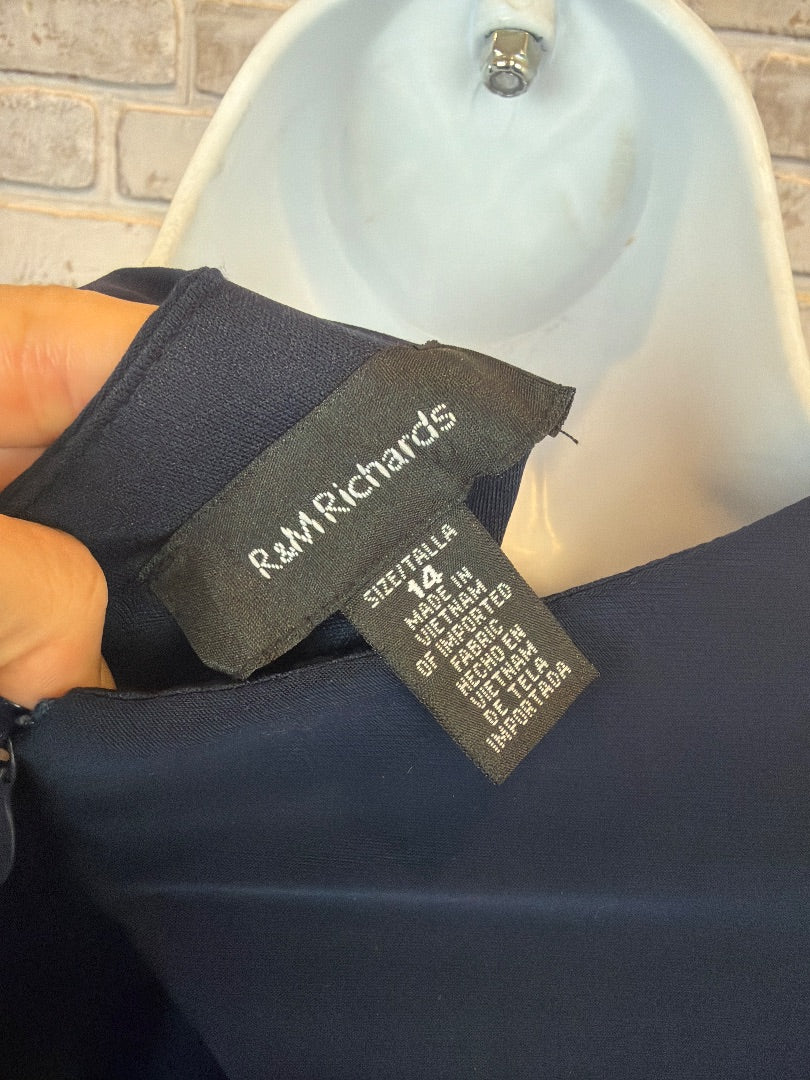 R&M Richards
SIZE/TALLA
14
MADE IN
VIETNAM
OF IMPORTED
FABRIC
HECHO EN
VIETNAM
DE TELA
IMPORTADA